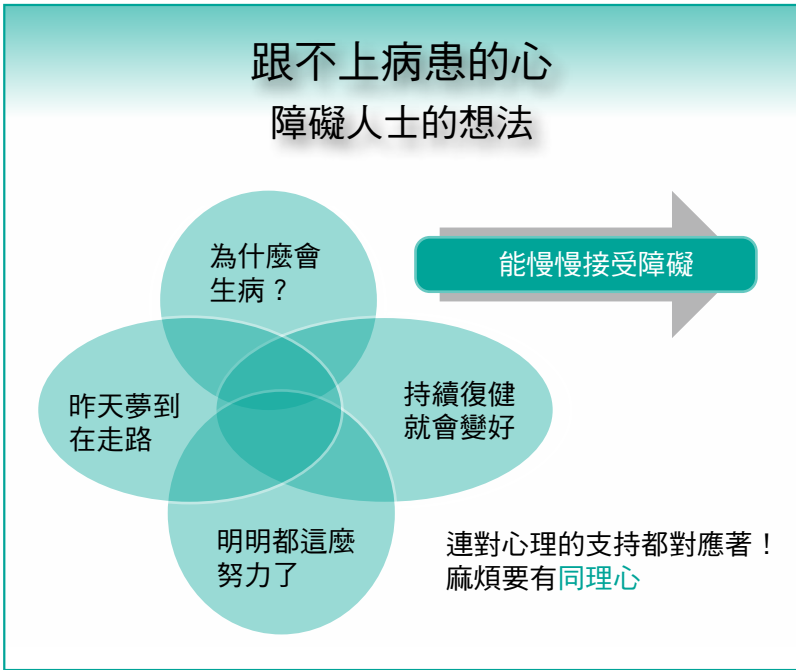 跟不上病患的心
障礙人士的想法
為什麼會
生病？
能慢慢接受障礙
昨天夢到
在走路
持續復健
就會變好
明明都這麼
努力了
連對心理的支持都對應著！
麻煩要有同理心